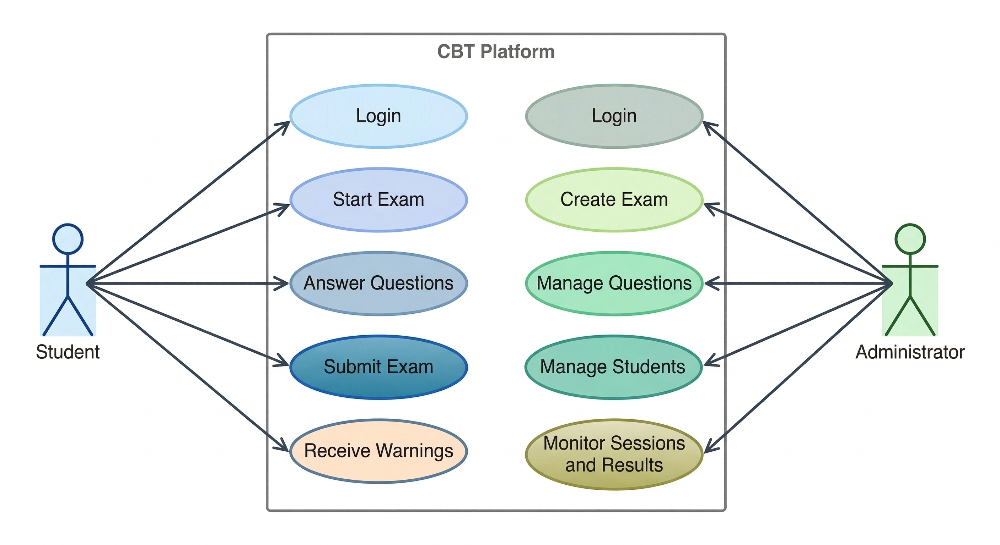 CBT Platform
Login
Login
Start Exam
Create Exam
Answer Questions
Manage Questions
Student
Administrator
Submit Exam
Manage Students
Receive Warnings
Monitor Sessions
and Results